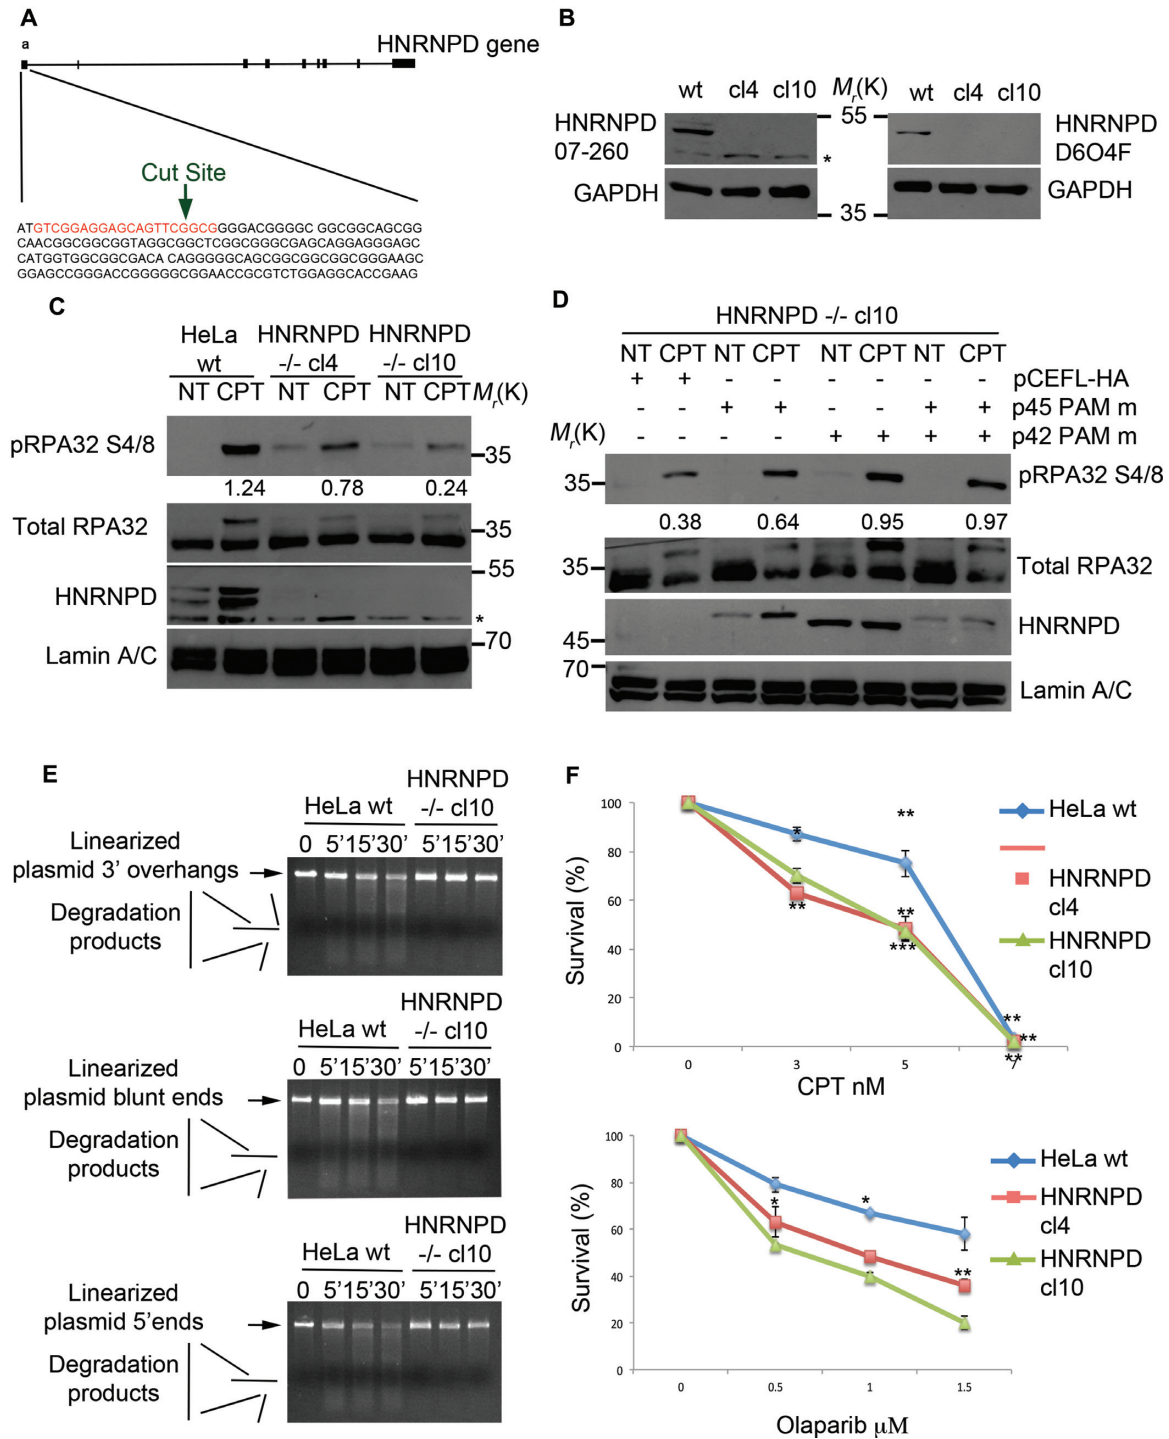 A
a
HNRNPD gene
Cut Site
ATGTCGGAGGAGCAGTTCGGCGGGGACGGGGC GGCGGCAGCGG
CAACGGCGGCGGTAGGCGGCTCGGCGGGCGAGCAGGAGGGAGC
CATGGTGGCGGCGACA CAGGGGGCAGCGGCGGCGGCGGGAAGC
GGAGCCGGGACCGGGGGCGGAACCGCGTCTGGAGGCACCGAAG
B
wt cl4 cl10 Mr(K) wt cl4 cl10
HNRNPD
07-260
55
HNRNPD
D6O4F
*
GAPDH
GAPDH
35
C
HeLa
wt
HNRNPD
-/- cl4
HNRNPD
-/- cl10
NT CPT NT CPT NT CPT Mr(K)
pRPA32 S4/8
35
1.24 0.78 0.24
Total RPA32
35
55
HNRNPD
*
70
Lamin A/C
D
HNRNPD -/- cl10
NT CPT NT CPT NT CPT NT CPT
+ + - - - - - - pCEFL-HA
- - + + - - + + p45 PAM m
Mr(K) - - - - + + + + p42 PAM m
35
pRPA32 S4/8
0.38 0.64 0.95 0.97
35
Total RPA32
HNRNPD
45
70
Lamin A/C
E
HeLa wt
HNRNPD
-/- cl10
0 5' 15' 30' 5' 15' 30'
Linearized
plasmid 3' overhangs
Degradation
products
HeLa wt
HNRNPD
-/- cl10
0 5' 15' 30' 5' 15' 30'
Linearized
plasmid blunt ends
Degradation
products
HeLa wt
HNRNPD
-/- cl10
0 5' 15' 30' 5' 15' 30'
Linearized
plasmid 5'ends
Degradation
products
F
Survival (%)
100
80
60
40
20
0
0 3 5 7
CPT nM
* ** ** ** *** ** ** **
HeLa wt
HNRNPD
cl4
HNRNPD
cl10
Survival (%)
100
80
60
40
20
0
0 0.5 1 1.5
Olaparib µM
* * **
HeLa wt
HNRNPD
cl4
HNRNPD
cl10